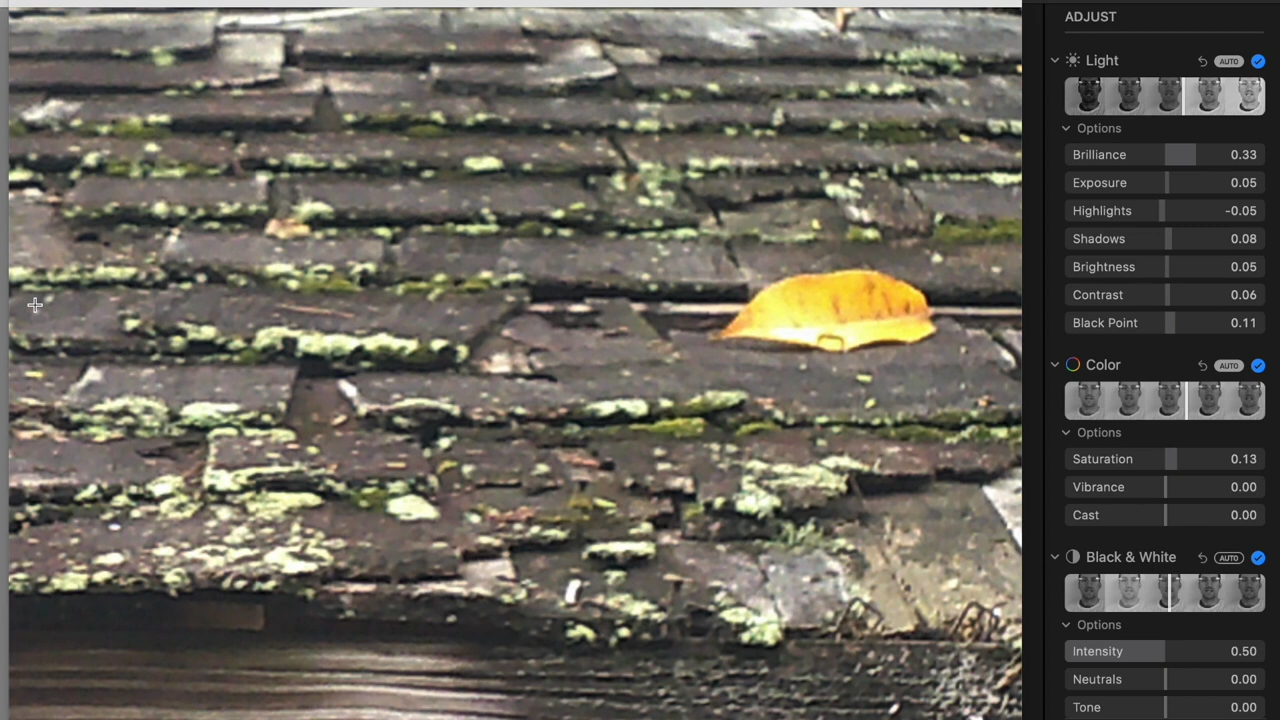 ADJUST
Light AUTO
Options
Brilliance 0.33
Exposure 0.05
Highlights -0.05
Shadows 0.08
Brightness 0.05
Contrast 0.06
Black Point 0.11
Color AUTO
Options
Saturation 0.13
Vibrance 0.00
Cast 0.00
Black & White AUTO
Options
Intensity 0.50
Neutrals 0.00
Tone 0.00